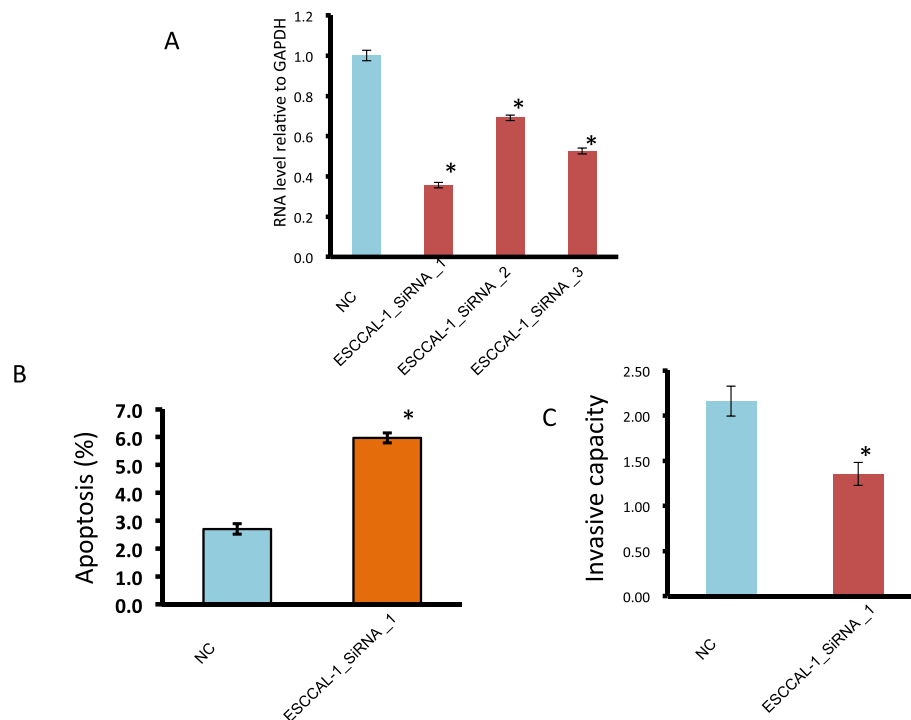 A
RNA level relative to GAPDH
1.2
1.0
0.8
0.6
0.4
0.2
0.0
*
*
*
NC
ESCCAL-1_SiRNA_1
ESCCAL-1_SiRNA_2
ESCCAL-1_SiRNA_3
B
Apoptosis (%)
7.0
6.0
5.0
4.0
3.0
2.0
1.0
0.0
*
NC
ESCCAL-1_SiRNA_1
C
Invasive capacity
2.50
2.00
1.50
1.00
0.50
0.00
*
NC
ESCCAL-1_SiRNA_1